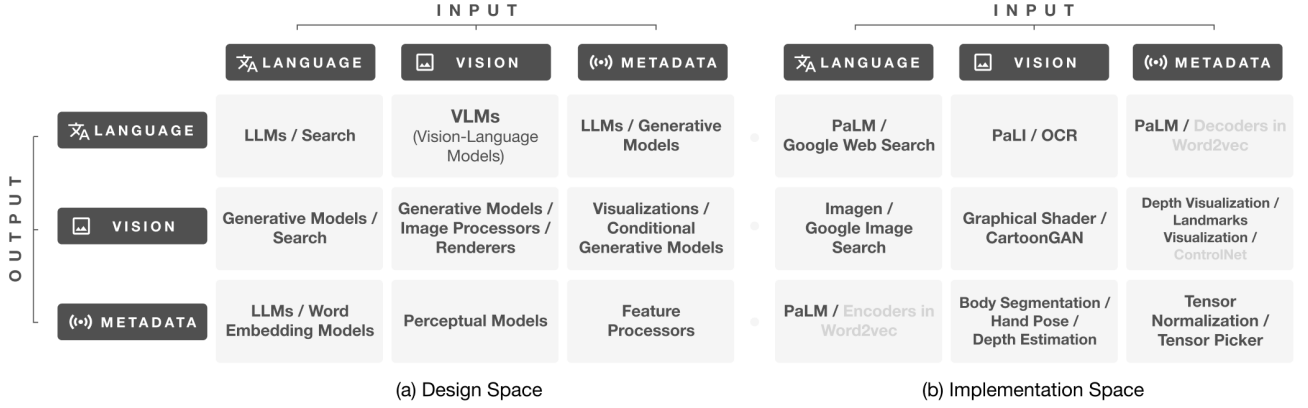 INPUT
INPUT
LANGUAGE
VISION
METADATA
LANGUAGE
VISION
METADATA
OUTPUT
LANGUAGE
LLMs / Search
VLMs
(Vision-Language
Models)
LLMs / Generative
Models
PaLM /
Google Web Search
PaLI / OCR
PaLM / Decoders in
Word2vec
VISION
Generative Models /
Search
Generative Models /
Image Processors /
Renderers
Visualizations /
Conditional
Generative Models
Imagen /
Google Image
Search
Graphical Shader /
CartoonGAN
Depth Visualization /
Landmarks
Visualization /
ControlNet
METADATA
LLMs / Word
Embedding Models
Perceptual Models
Feature
Processors
PaLM / Encoders in
Word2vec
Body Segmentation /
Hand Pose /
Depth Estimation
Tensor
Normalization /
Tensor Picker
(a) Design Space
(b) Implementation Space